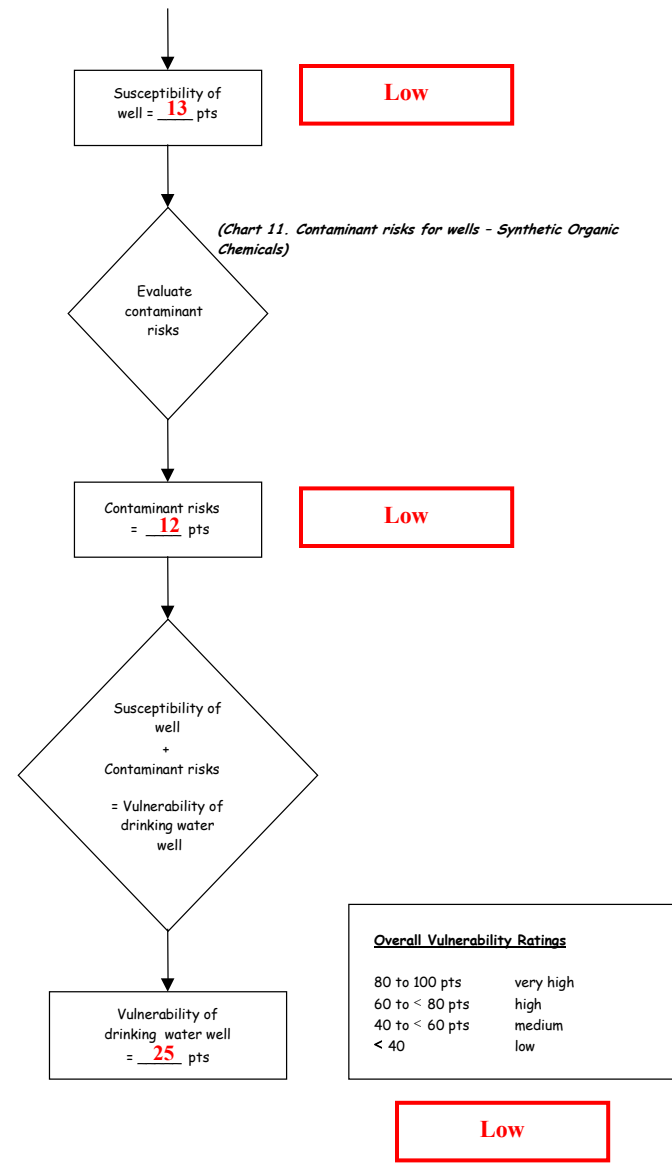 Susceptibility of
well = 13 pts
Low
(Chart 11. Contaminant risks for wells – Synthetic Organic
Chemicals)
Evaluate
contaminant
risks
Contaminant risks
= 12 pts
Low
Susceptibility of
well
+
Contaminant risks
= Vulnerability of
drinking water
well
Overall Vulnerability Ratings
80 to 100 pts very high
60 to < 80 pts high
40 to < 60 pts medium
< 40 low
Vulnerability of
drinking water well
= 25 pts
Low